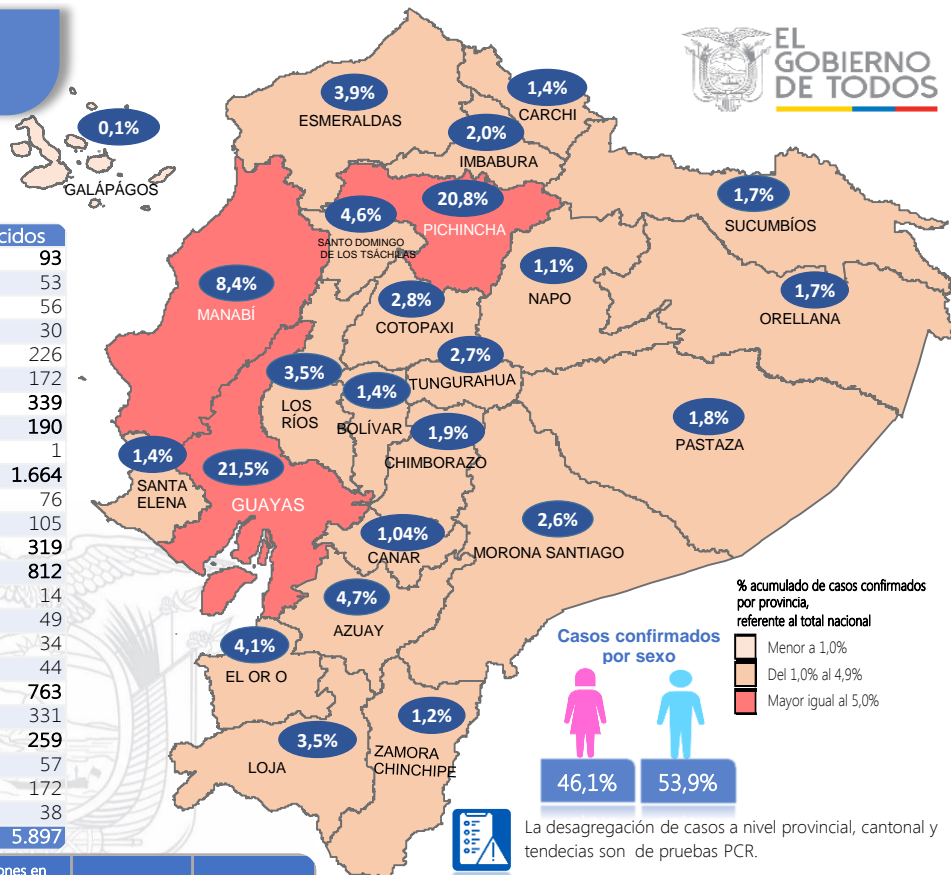 EL
GOBIERNO
DE TODOS
0,1%
GALÁPÁGOS
3,9%
ESMERALDAS
1,4%
CARCHI
2,0%
IMBABURA
4,6%
SANTO DOMINGO
DE LOS TSÁCHILAS
20,8%
PICHINCHA
1,7%
SUCUMBÍOS
8,4%
MANABÍ
1,1%
NAPO
1,7%
ORELLANA
2,8%
COTOPAXI
2,7%
TUNGURAHUA
3,5%
LOS
RÍOS
1,4%
BOLÍVAR
1,9%
CHIMBORAZO
1,8%
PASTAZA
1,4%
SANTA
ELENA
21,5%
GUAYAS
1,04%
CANAR
2,6%
MORONA SANTIAGO
4,7%
AZUAY
4,1%
EL OR O
3,5%
LOJA
1,2%
ZAMORA
CHINCHIPE
cidos
93
53
56
30
226
172
339
190
1
1.664
76
105
319
812
14
49
34
44
763
331
259
57
172
38
5.897
ones en
% acumulado de casos confirmados
por provincia,
referente al total nacional
Menor a 1,0%
Del 1,0% al 4,9%
Mayor igual al 5,0%
Casos confirmados
por sexo
46,1%
53,9%
La desagregación de casos a nivel provincial, cantonal y
tendecias son de pruebas PCR.